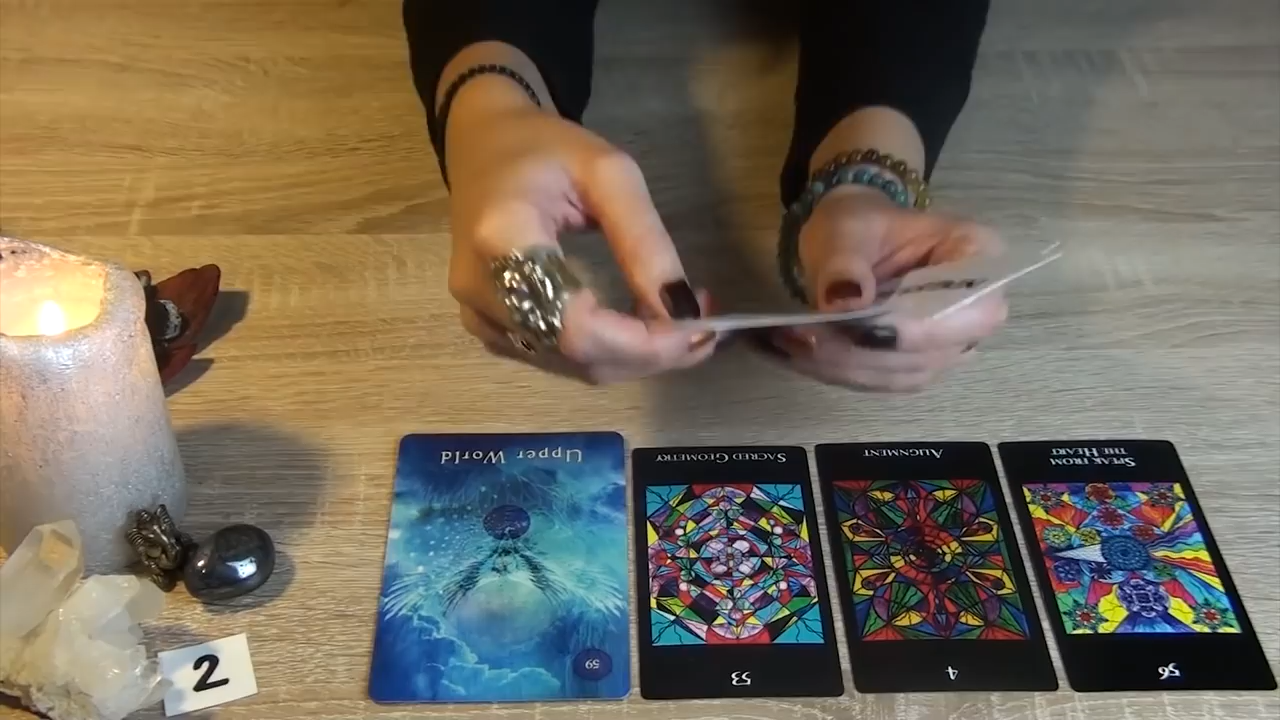 Upper World
59
Sacred Geometry
53
Alignment
4
Speak from
the Heart
56
2